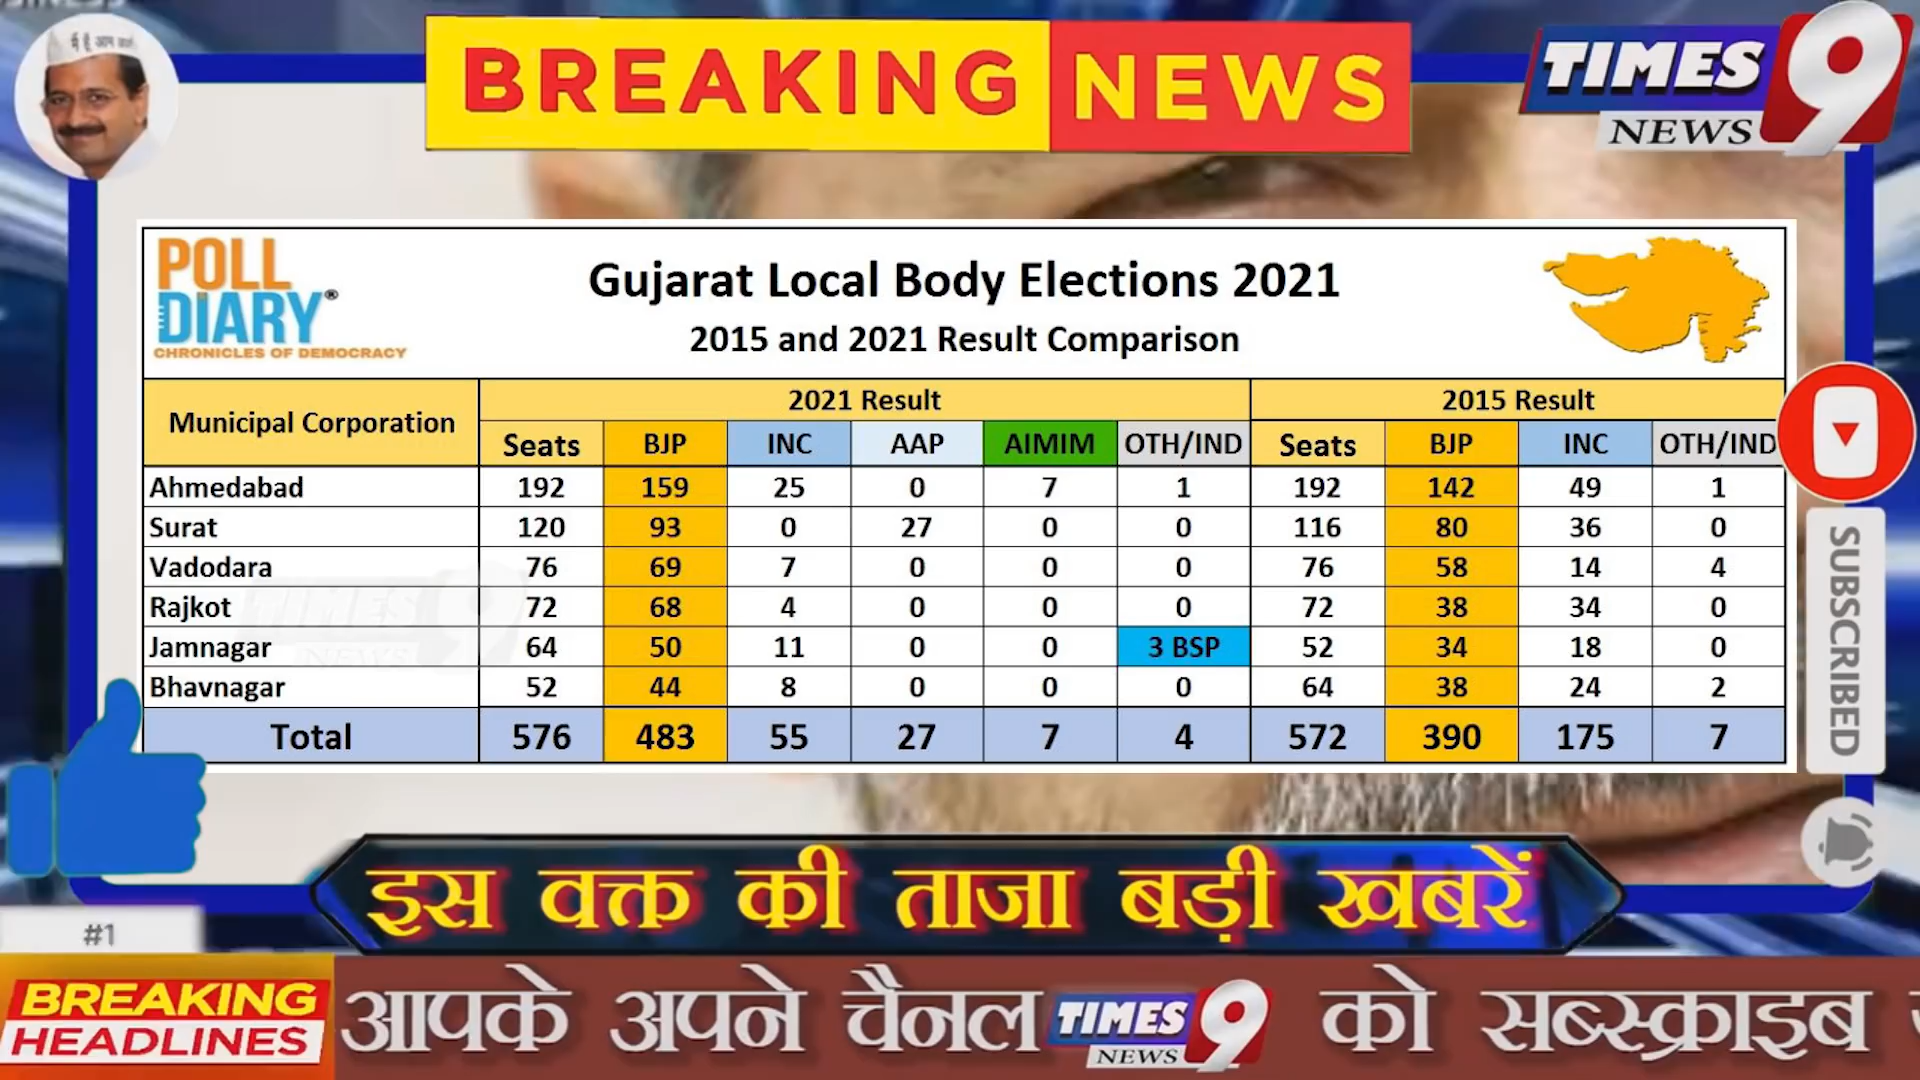 मैं हूँ आम
BREAKING NEWS
TIMES 9
NEWS
POLL
DIARY®
CHRONICLES OF DEMOCRACY
Gujarat Local Body Elections 2021
2015 and 2021 Result Comparison
Municipal Corporation 2021 Result 2015 Result
Seats BJP INC AAP AIMIM OTH/IND Seats BJP INC OTH/IND
Ahmedabad 192 159 25 0 7 1 192 142 49 1
Surat 120 93 0 27 0 0 116 80 36 0
Vadodara 76 69 7 0 0 0 76 58 14 4
Rajkot 72 68 4 0 0 0 72 38 34 0
Jamnagar 64 50 11 0 0 3 BSP 52 34 18 0
Bhavnagar 52 44 8 0 0 0 64 38 24 2
Total 576 483 55 27 7 4 572 390 175 7
TIMES 9
NEWS
SUBSCRIBED
इस वक्त की ताजा बड़ी खबरें
#1
BREAKING
HEADLINES
आपके अपने चैनल TIMES 9 NEWS को सब्स्क्राइब